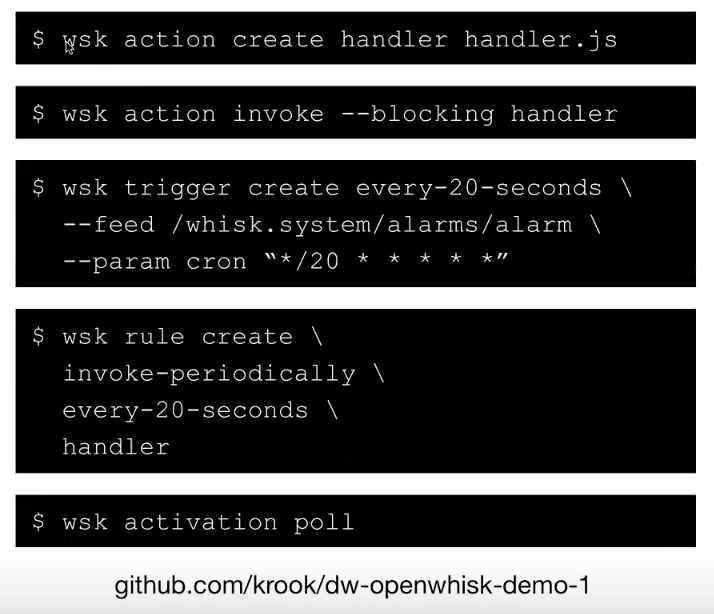 $ wsk action create handler handler.js
$ wsk action invoke --blocking handler
$ wsk trigger create every-20-seconds \
--feed /whisk.system/alarms/alarm \
--param cron “*/20 * * * * *”
$ wsk rule create \
invoke-periodically \
every-20-seconds \
handler
$ wsk activation poll
github.com/krook/dw-openwhisk-demo-1